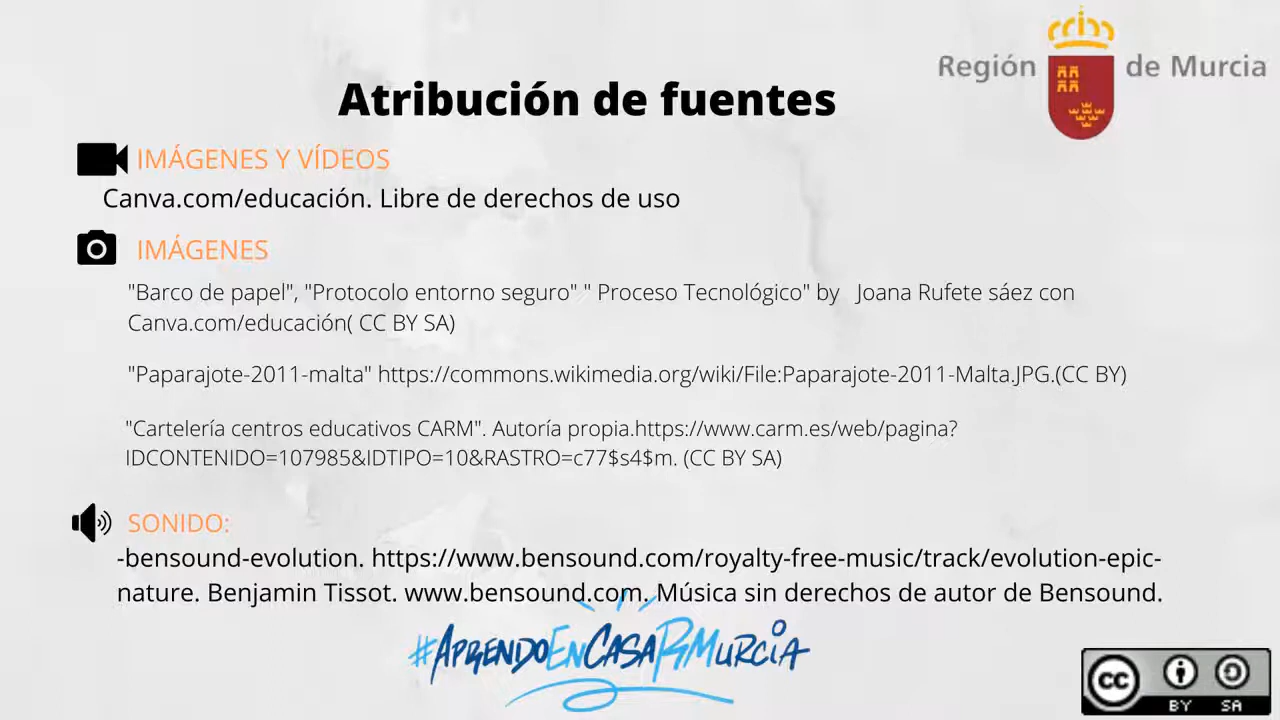 Región de Murcia
Atribución de fuentes
IMÁGENES Y VÍDEOS
Canva.com/educación. Libre de derechos de uso
IMÁGENES
"Barco de papel", "Protocolo entorno seguro" " Proceso Tecnológico" by Joana Rufete sáez con
Canva.com/educación( CC BY SA)
"Paparajote-2011-malta" https://commons.wikimedia.org/wiki/File:Paparajote-2011-Malta.JPG.(CC BY)
"Cartelería centros educativos CARM". Autoría propia.https://www.carm.es/web/pagina?
IDCONTENIDO=107985&IDTIPO=10&RASTRO=c77$s4$m. (CC BY SA)
SONIDO:
-bensound-evolution. https://www.bensound.com/royalty-free-music/track/evolution-epic-
nature. Benjamin Tissot. www.bensound.com. Música sin derechos de autor de Bensound.
#APRENDOENCASARMURCIA
CC BY SA